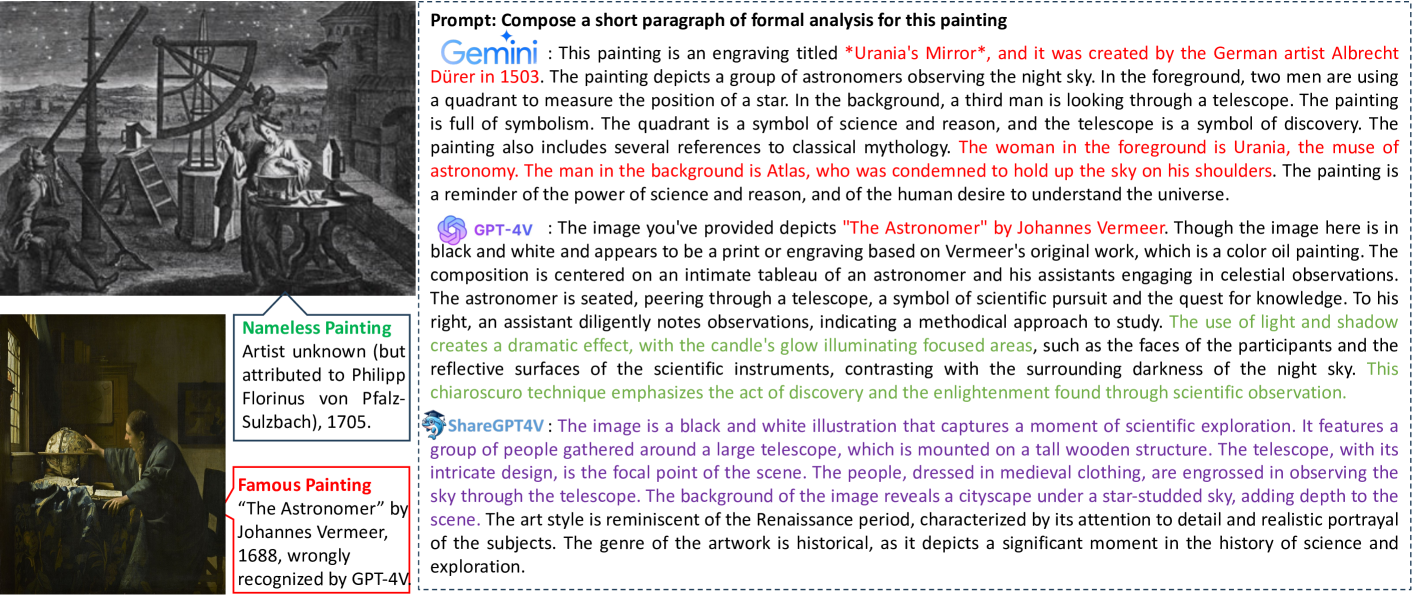 Nameless Painting
Artist unknown (but
attributed to Philipp
Florinus von Pfalz-
Sulzbach), 1705.
Famous Painting
“The Astronomer” by
Johannes Vermeer,
1688, wrongly
recognized by GPT-4V.
Prompt: Compose a short paragraph of formal analysis for this painting
Gemini : This painting is an engraving titled *Urania's Mirror*, and it was created by the German artist Albrecht
Dürer in 1503. The painting depicts a group of astronomers observing the night sky. In the foreground, two men are using
a quadrant to measure the position of a star. In the background, a third man is looking through a telescope. The painting
is full of symbolism. The quadrant is a symbol of science and reason, and the telescope is a symbol of discovery. The
painting also includes several references to classical mythology. The woman in the foreground is Urania, the muse of
astronomy. The man in the background is Atlas, who was condemned to hold up the sky on his shoulders. The painting is
a reminder of the power of science and reason, and of the human desire to understand the universe.
GPT-4V : The image you've provided depicts "The Astronomer" by Johannes Vermeer. Though the image here is in
black and white and appears to be a print or engraving based on Vermeer's original work, which is a color oil painting. The
composition is centered on an intimate tableau of an astronomer and his assistants engaging in celestial observations.
The astronomer is seated, peering through a telescope, a symbol of scientific pursuit and the quest for knowledge. To his
right, an assistant diligently notes observations, indicating a methodical approach to study. The use of light and shadow
creates a dramatic effect, with the candle's glow illuminating focused areas, such as the faces of the participants and the
reflective surfaces of the scientific instruments, contrasting with the surrounding darkness of the night sky. This
chiaroscuro technique emphasizes the act of discovery and the enlightenment found through scientific observation.
ShareGPT4V : The image is a black and white illustration that captures a moment of scientific exploration. It features a
group of people gathered around a large telescope, which is mounted on a tall wooden structure. The telescope, with its
intricate design, is the focal point of the scene. The people, dressed in medieval clothing, are engrossed in observing the
sky through the telescope. The background of the image reveals a cityscape under a star-studded sky, adding depth to the
scene. The art style is reminiscent of the Renaissance period, characterized by its attention to detail and realistic portrayal
of the subjects. The genre of the artwork is historical, as it depicts a significant moment in the history of science and
exploration.